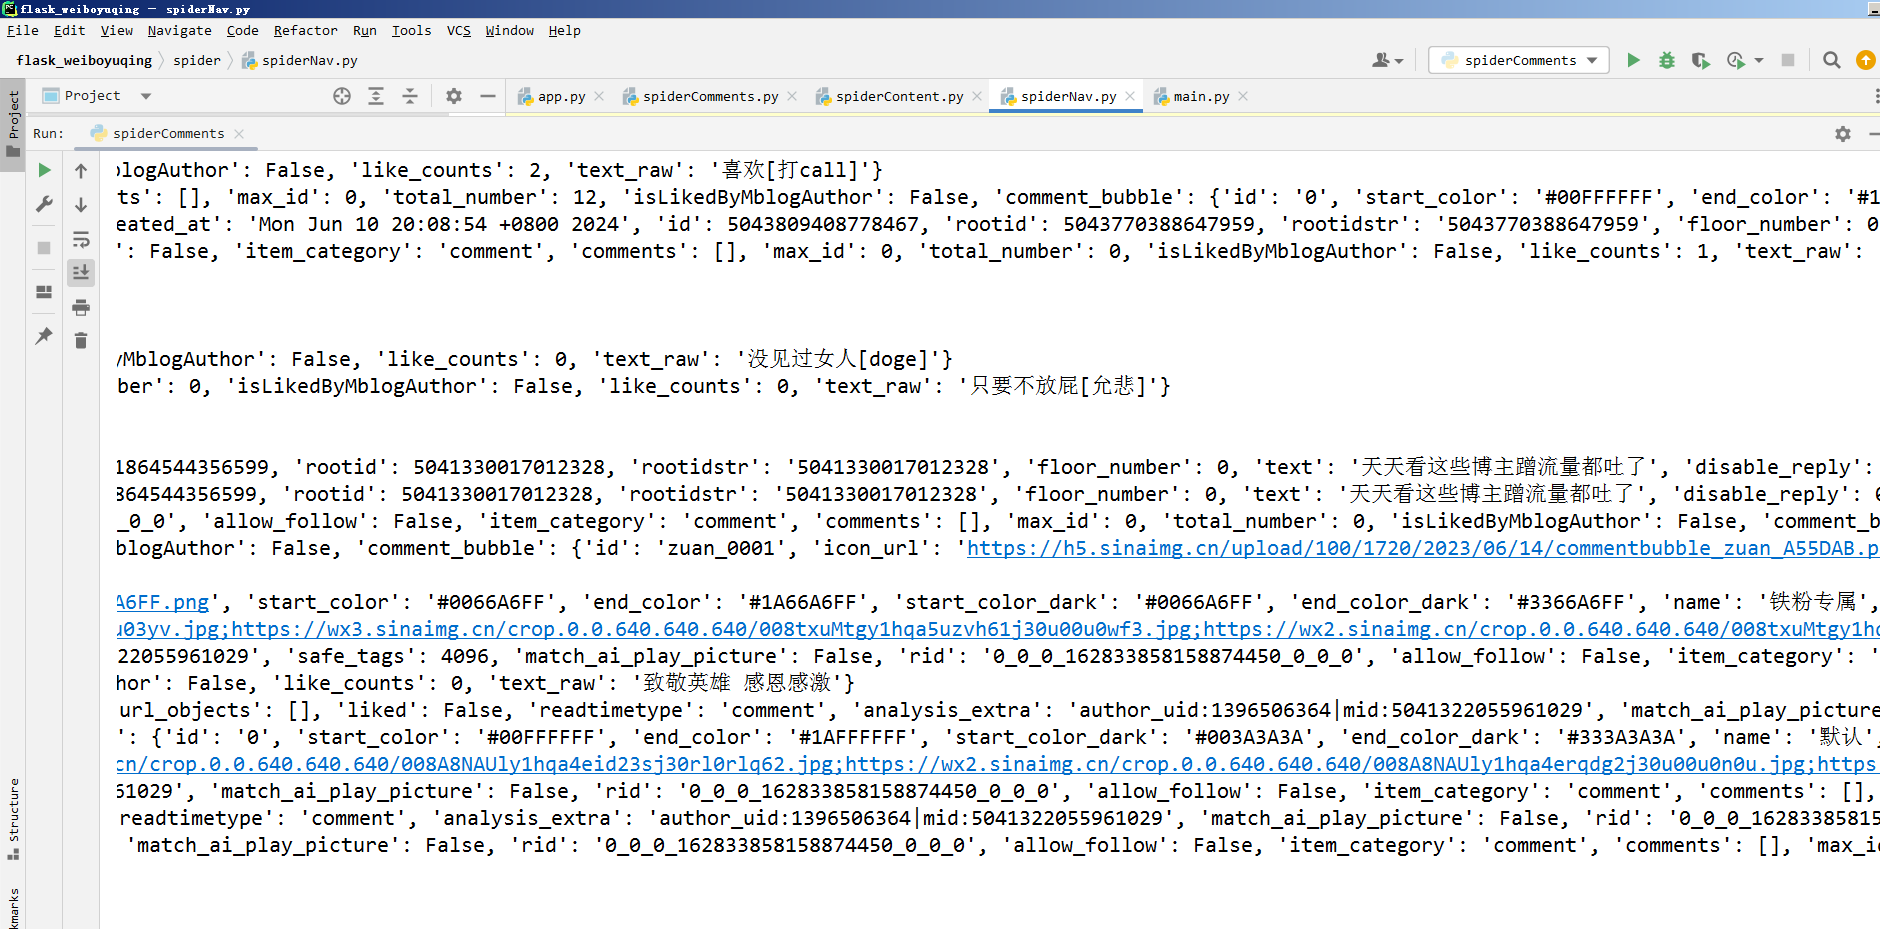 flask_weiboyuqing — spiderNav.py
File Edit View Navigate Code Refactor Run Tools VCS Window Help
flask_weiboyuqing spider spiderNav.py
spiderComments
Project
Project
app.py spiderComments.py spiderContent.py spiderNav.py main.py
Run: spiderComments
blogAuthor': False, 'like_counts': 2, 'text_raw': '喜欢[打call]'}
ts': [], 'max_id': 0, 'total_number': 12, 'isLikedByMblogAuthor': False, 'comment_bubble': {'id': '0', 'start_color': '#00FFFFFF', 'end_color': '#1
eated_at': 'Mon Jun 10 20:08:54 +0800 2024', 'id': 5043809408778467, 'rootid': 5043770388647959, 'rootidstr': '5043770388647959', 'floor_number': 0
': False, 'item_category': 'comment', 'comments': [], 'max_id': 0, 'total_number': 0, 'isLikedByMblogAuthor': False, 'like_counts': 1, 'text_raw':
yMblogAuthor': False, 'like_counts': 0, 'text_raw': '没见过女人[doge]'}
ber': 0, 'isLikedByMblogAuthor': False, 'like_counts': 0, 'text_raw': '只要不放屁[允悲]'}
1864544356599, 'rootid': 5041330017012328, 'rootidstr': '5041330017012328', 'floor_number': 0, 'text': '天天看这些博主蹭流量都吐了', 'disable_reply':
864544356599, 'rootid': 5041330017012328, 'rootidstr': '5041330017012328', 'floor_number': 0, 'text': '天天看这些博主蹭流量都吐了', 'disable_reply': 0
_0_0', 'allow_follow': False, 'item_category': 'comment', 'comments': [], 'max_id': 0, 'total_number': 0, 'isLikedByMblogAuthor': False, 'comment_b
blogAuthor': False, 'comment_bubble': {'id': 'zuan_0001', 'icon_url': 'https://h5.sinaimg.cn/upload/100/1720/2023/06/14/commentbubble_zuan_A55DAB.p
A6FF.png', 'start_color': '#0066A6FF', 'end_color': '#1A66A6FF', 'start_color_dark': '#0066A6FF', 'end_color_dark': '#3366A6FF', 'name': '铁粉专属',
u03yv.jpg;https://wx3.sinaimg.cn/crop.0.0.640.640.640/008txuMtgy1hqa5uzvh61j30u00u0wf3.jpg;https://wx2.sinaimg.cn/crop.0.0.640.640.640/008txuMtgy1hq
22055961029', 'safe_tags': 4096, 'match_ai_play_picture': False, 'rid': '0_0_0_162833858158874450_0_0_0', 'allow_follow': False, 'item_category': '
hor': False, 'like_counts': 0, 'text_raw': '致敬英雄 感恩感激'}
url_objects': [], 'liked': False, 'readtimetype': 'comment', 'analysis_extra': 'author_uid:1396506364|mid:5041322055961029', 'match_ai_play_picture
': {'id': '0', 'start_color': '#00FFFFFF', 'end_color': '#1AFFFFFF', 'start_color_dark': '#003A3A3A', 'end_color_dark': '#333A3A3A', 'name': '默认',
cn/crop.0.0.640.640.640/008A8NAUly1hqa4eid23sj30rl0rlq62.jpg;https://wx2.sinaimg.cn/crop.0.0.640.640.640/008A8NAUly1hqa4erqdg2j30u00u0n0u.jpg;https
61029', 'match_ai_play_picture': False, 'rid': '0_0_0_162833858158874450_0_0_0', 'allow_follow': False, 'item_category': 'comment', 'comments': [],
readtimetype': 'comment', 'analysis_extra': 'author_uid:1396506364|mid:5041322055961029', 'match_ai_play_picture': False, 'rid': '0_0_0_16283385815
'match_ai_play_picture': False, 'rid': '0_0_0_162833858158874450_0_0_0', 'allow_follow': False, 'item_category': 'comment', 'comments': [], 'max_i
Structure
kmarks